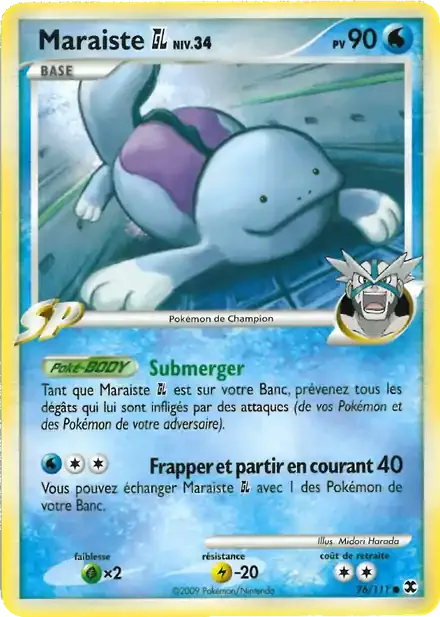 Maraiste GL NIV.34 PV 90
BASE
SP
Pokémon de Champion
Poké-BODY Submerger
Tant que Maraiste GL est sur votre Banc, prévenez tous les
dégâts qui lui sont infligés par des attaques (de vos Pokémon et
des Pokémon de votre adversaire).
Frapper et partir en courant 40
Vous pouvez échanger Maraiste GL avec 1 des Pokémon de
votre Banc.
Illus. Midori Harada
faiblesse résistance coût de retraite
×2 -20
©2009 Pokémon/Nintendo 96/111